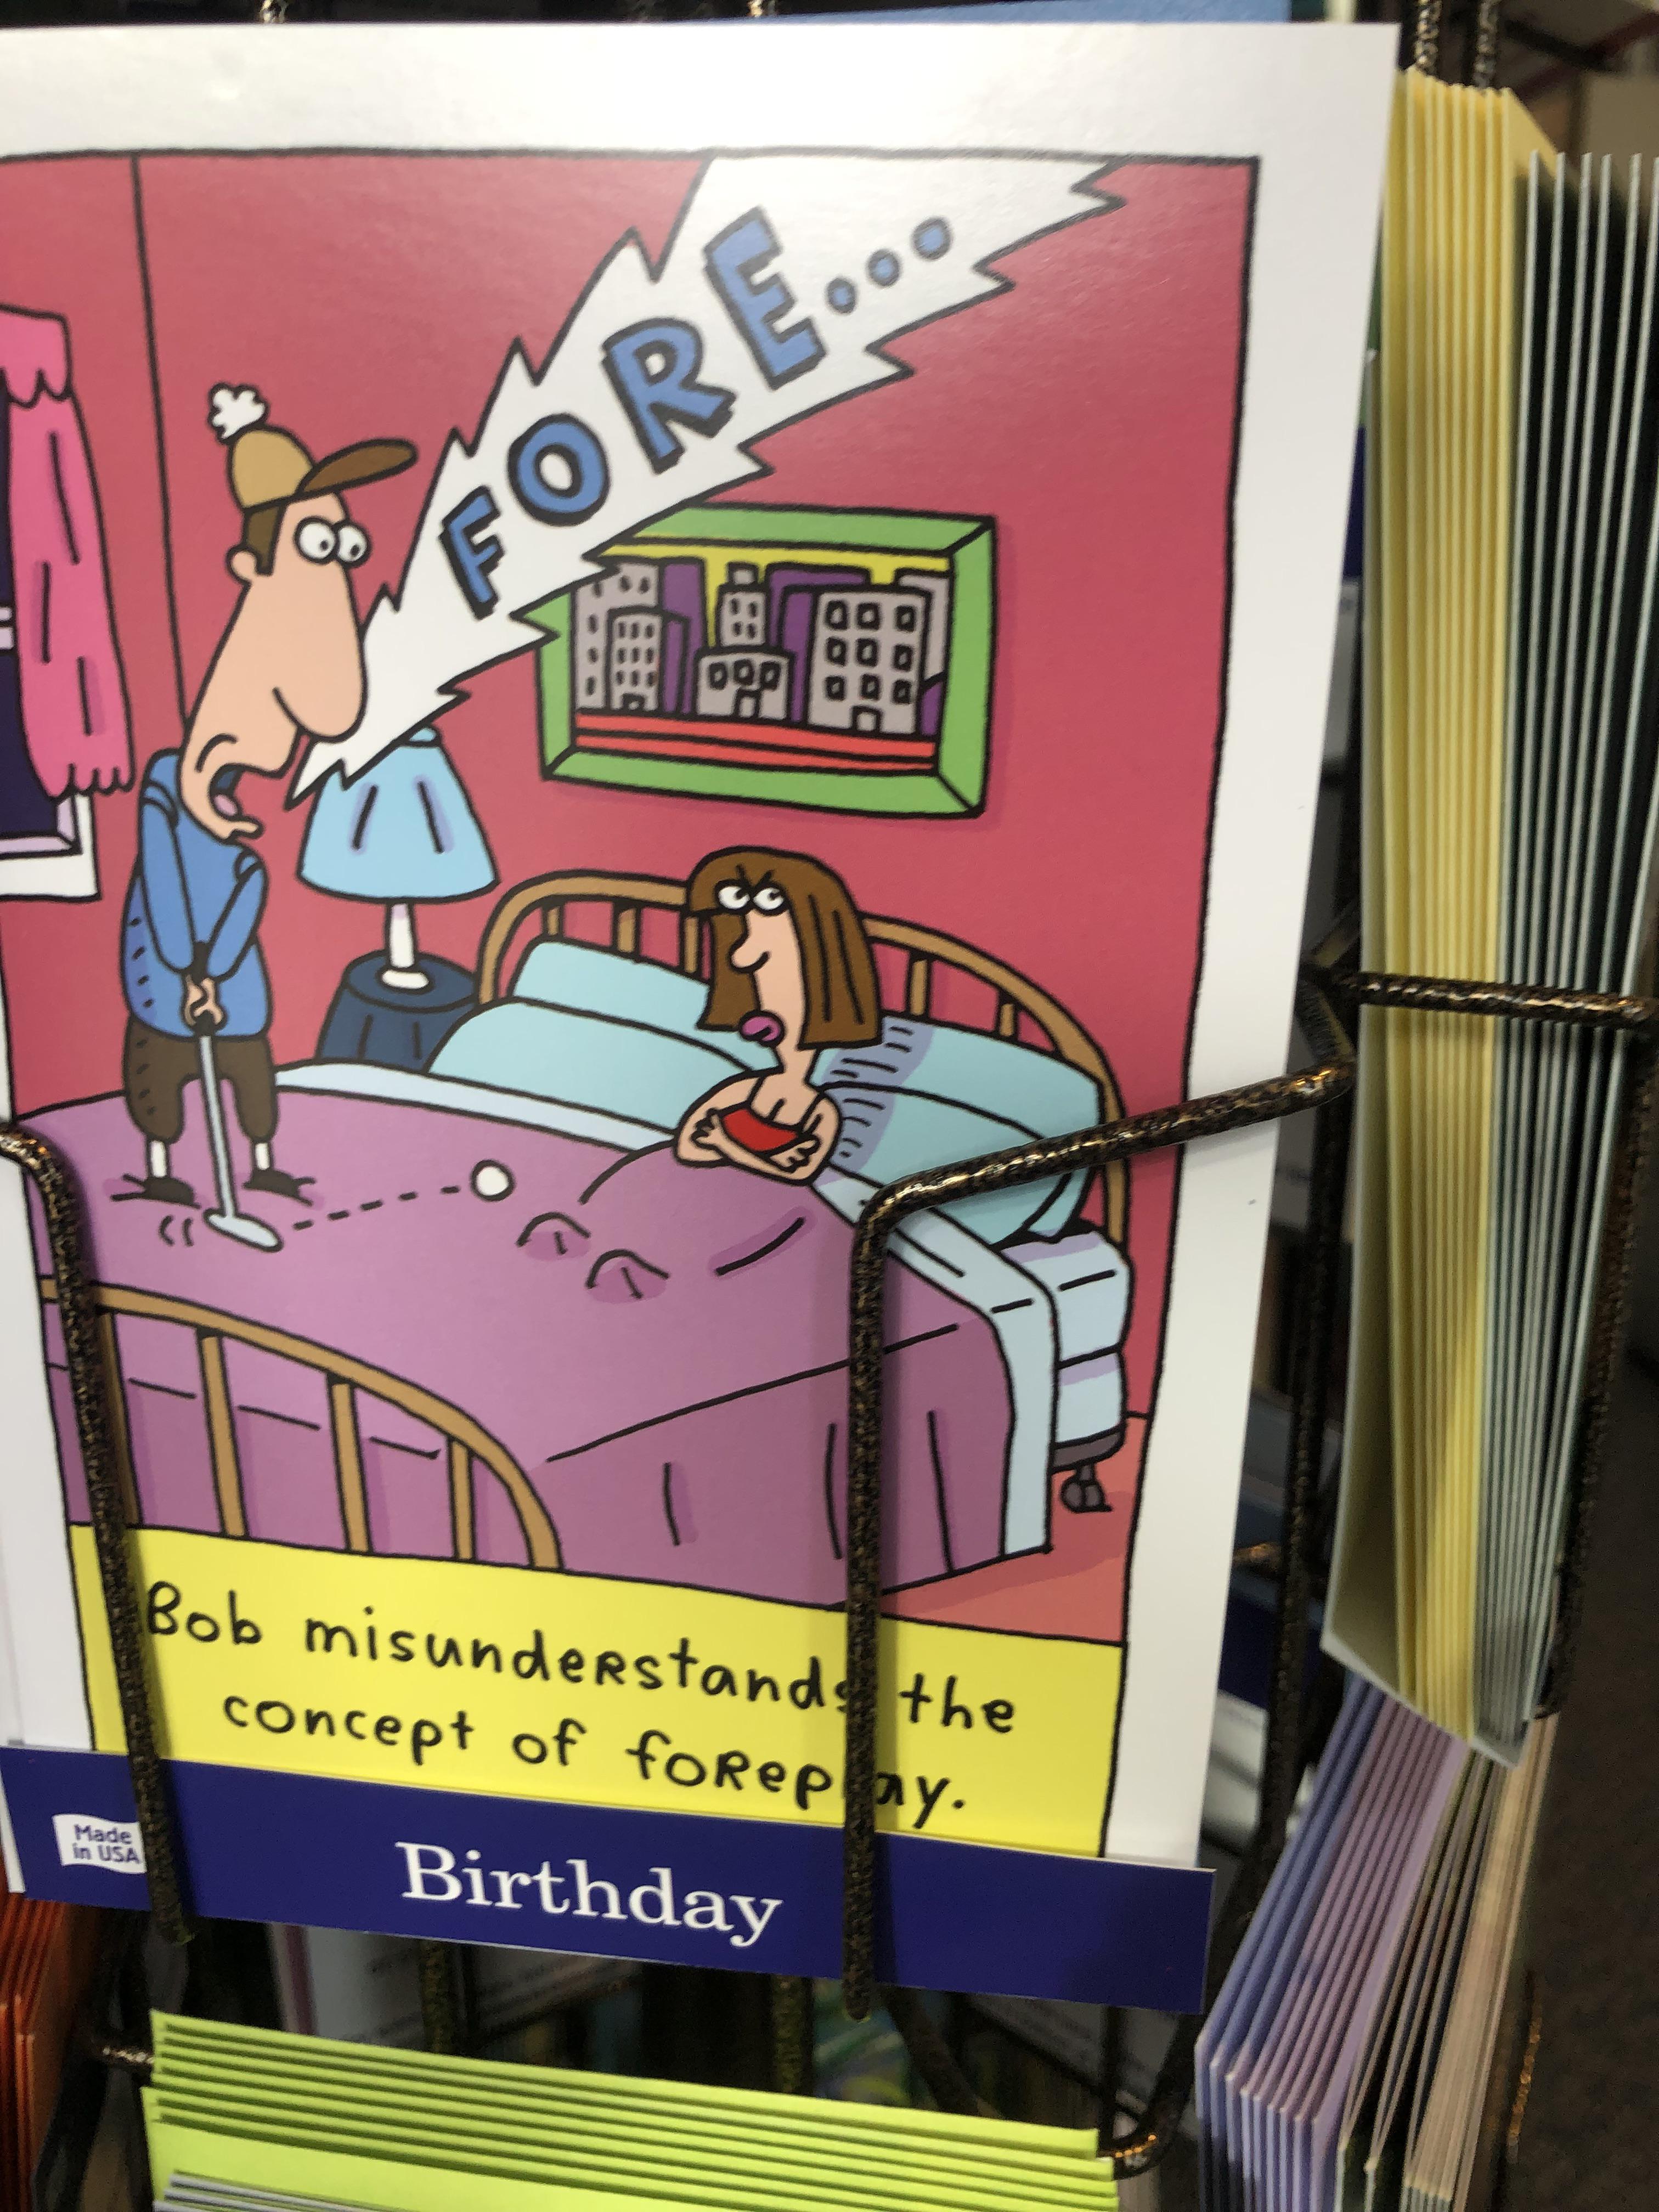 FORE...
Bob misunderstands the
concept of foreplay.
Made
in USA
Birthday